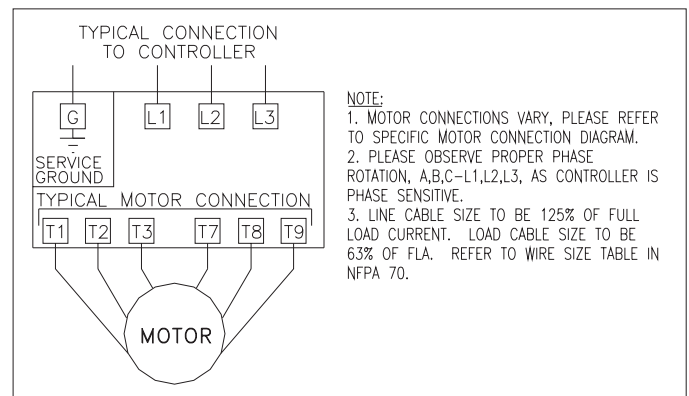 TYPICAL CONNECTION
TO CONTROLLER
G L1 L2 L3
SERVICE
GROUND
TYPICAL MOTOR CONNECTION
T1 T2 T3 T7 T8 T9
MOTOR
NOTE:
1. MOTOR CONNECTIONS VARY, PLEASE REFER
TO SPECIFIC MOTOR CONNECTION DIAGRAM.
2. PLEASE OBSERVE PROPER PHASE
ROTATION, A,B,C-L1,L2,L3, AS CONTROLLER IS
PHASE SENSITIVE.
3. LINE CABLE SIZE TO BE 125% OF FULL
LOAD CURRENT. LOAD CABLE SIZE TO BE
63% OF FLA. REFER TO WIRE SIZE TABLE IN
NFPA 70.